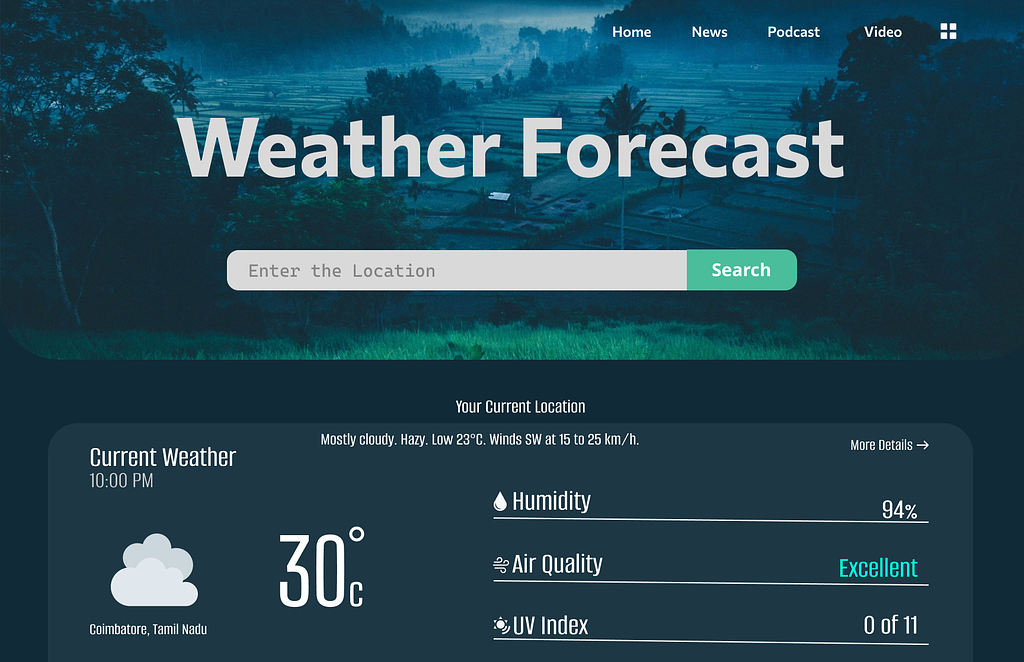 Home News Podcast Video
Weather Forecast
Enter the Location Search
Your Current Location
Mostly cloudy. Hazy. Low 23°C. Winds SW at 15 to 25 km/h.
More Details →
Current Weather
10:00 PM
30°C
Coimbatore, Tamil Nadu
Humidity 94%
Air Quality Excellent
UV Index 0 of 11